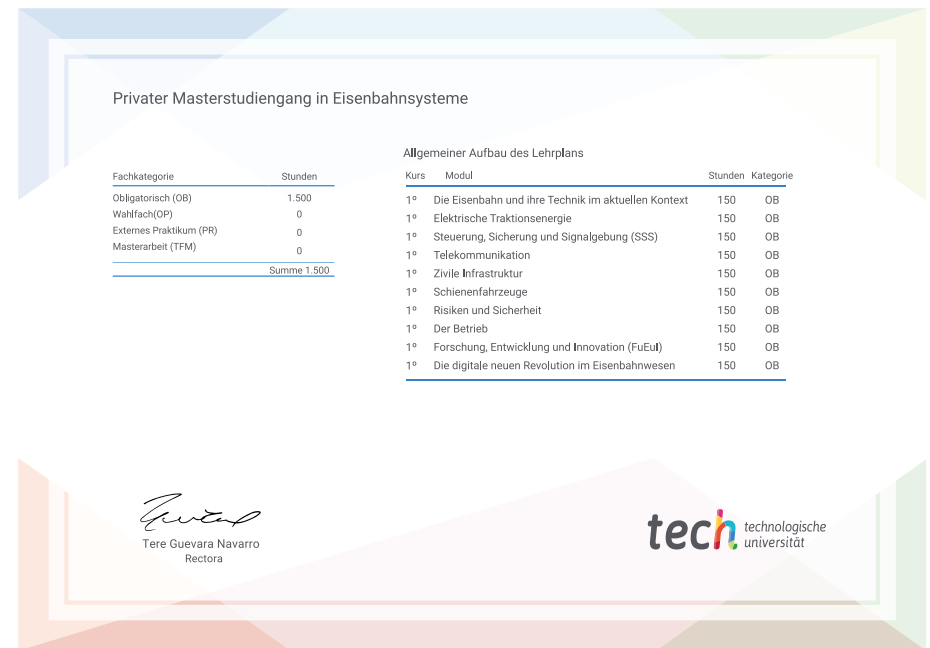 Privater Masterstudiengang in Eisenbahnsysteme
Fachkategorie Stunden
Obligatorisch (OB) 1.500
Wahlfach(OP) 0
Externes Praktikum (PR) 0
Masterarbeit (TFM) 0
Summe 1.500
Allgemeiner Aufbau des Lehrplans
Kurs Modul Stunden Kategorie
1º Die Eisenbahn und ihre Technik im aktuellen Kontext 150 OB
1º Elektrische Traktionsenergie 150 OB
1º Steuerung, Sicherung und Signalgebung (SSS) 150 OB
1º Telekommunikation 150 OB
1º Zivile Infrastruktur 150 OB
1º Schienenfahrzeuge 150 OB
1º Risiken und Sicherheit 150 OB
1º Der Betrieb 150 OB
1º Forschung, Entwicklung und Innovation (FuEuI) 150 OB
1º Die digitale neuen Revolution im Eisenbahnwesen 150 OB
Tere Guevara Navarro
Rectora
tech technologische
universität